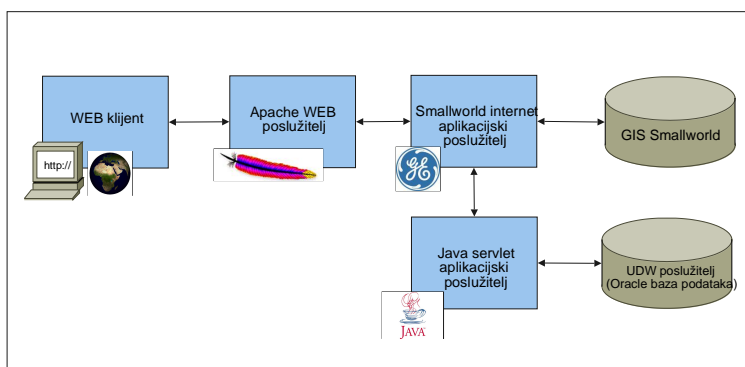 WEB klijent
http://
Apache WEB
poslužitelj
Smallworld internet
aplikacijski
poslužitelj
GIS Smallworld
Java servlet
aplikacijski
poslužitelj
JAVA
UDW poslužitelj
(Oracle baza podataka)